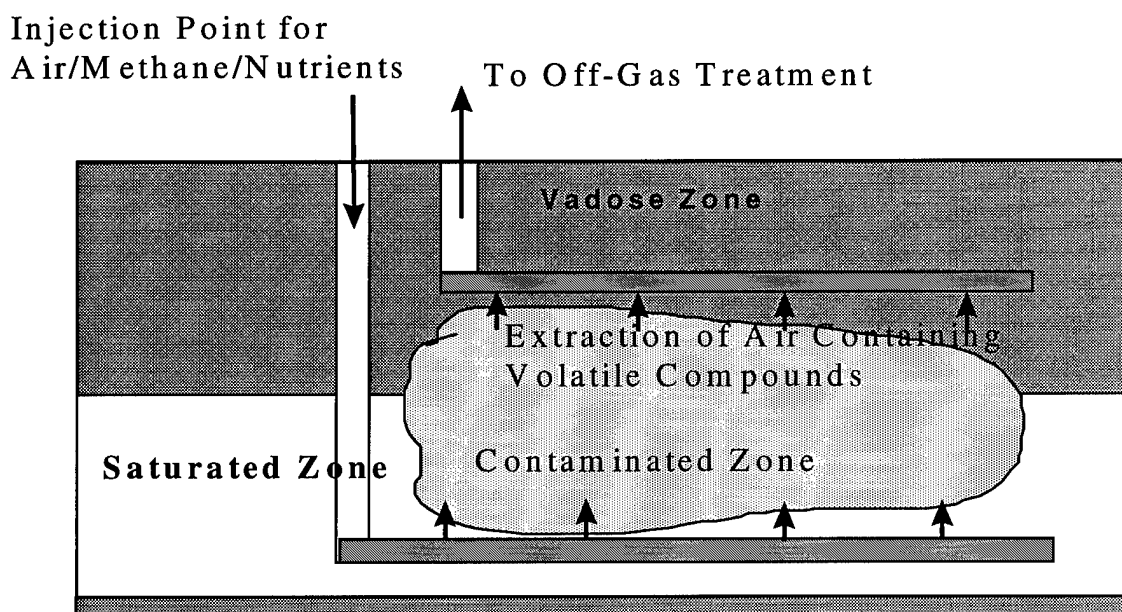 Injection Point for
Air/Methane/Nutrients
To Off-Gas Treatment
Vadose Zone
Extraction of Air Containing
Volatile Compounds
Saturated Zone
Contaminated Zone